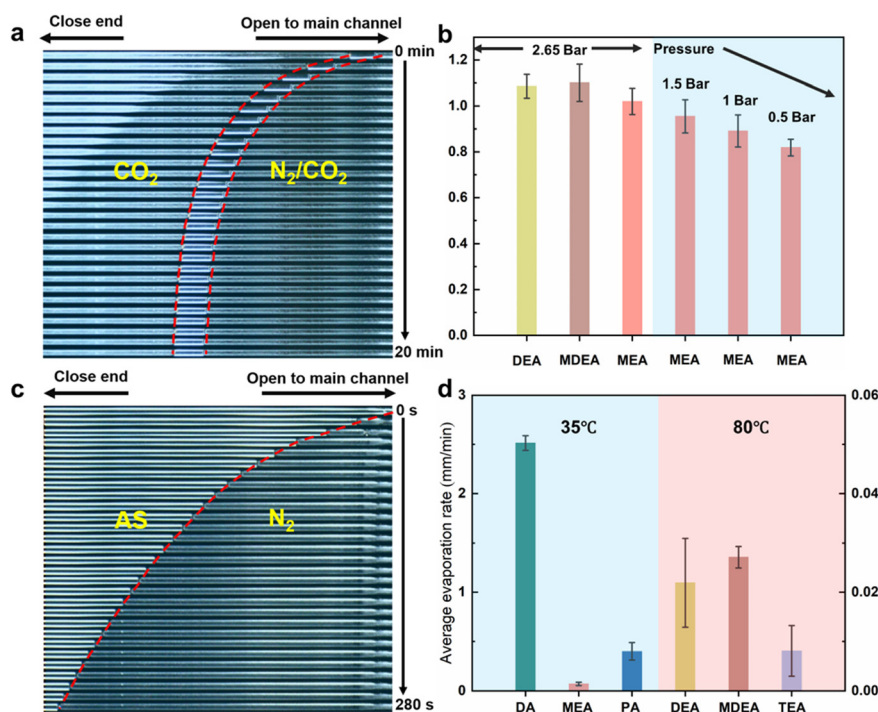 a
Close end
Open to main channel
0 min
CO₂
N₂/CO₂
20 min
b
2.65 Bar
Pressure
1.5 Bar
1 Bar
0.5 Bar
1.2
1.0
0.8
0.6
0.4
0.2
0.0
DEA MDEA MEA MEA MEA MEA
c
Close end
Open to main channel
0 s
AS
N₂
280 s
d
35℃
80℃
Average evaporation rate (mm/min)
3
2
1
0
0.06
0.04
0.02
0.00
DA MEA PA DEA MDEA TEA